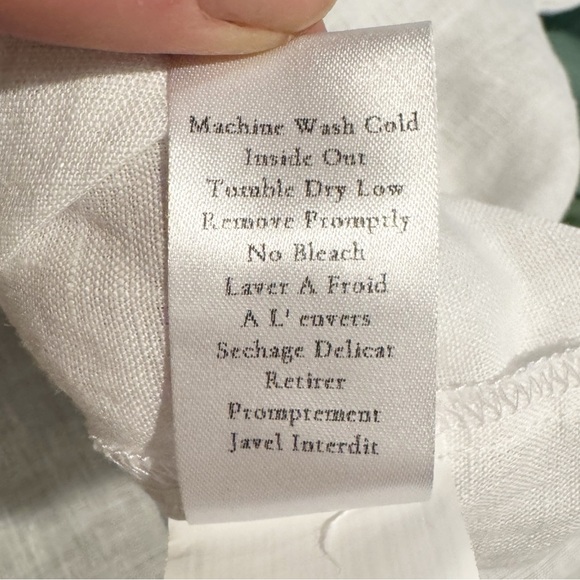 Machine Wash Cold
Inside Out
Tumble Dry Low
Remove Promptly
No Bleach
Laver A Froid
A L' envers
Sechage Delicat
Retirer
Promptement
Javel Interdit